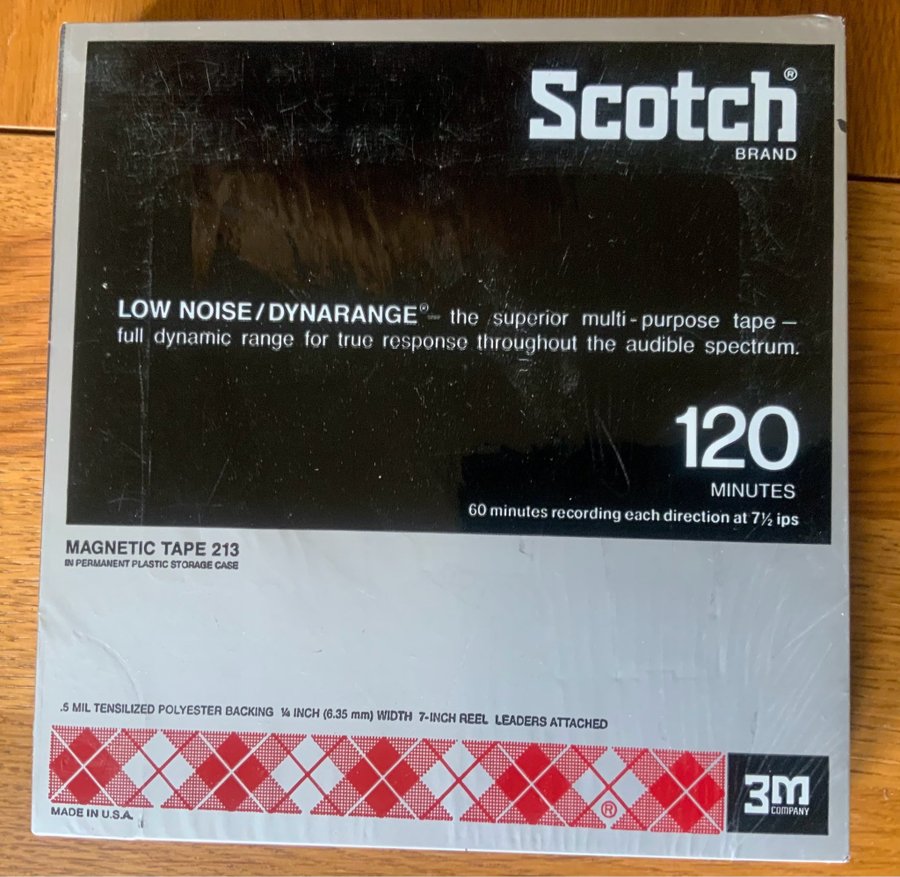 Scotch®
BRAND
LOW NOISE/DYNARANGE® — the superior multi-purpose tape —
full dynamic range for true response throughout the audible spectrum.
120
MINUTES
60 minutes recording each direction at 7½ ips
MAGNETIC TAPE 213
IN PERMANENT PLASTIC STORAGE CASE
.5 MIL TENSILIZED POLYESTER BACKING ¼ INCH (6.35 mm) WIDTH 7-INCH REEL LEADERS ATTACHED
®
3M
COMPANY
MADE IN U.S.A.